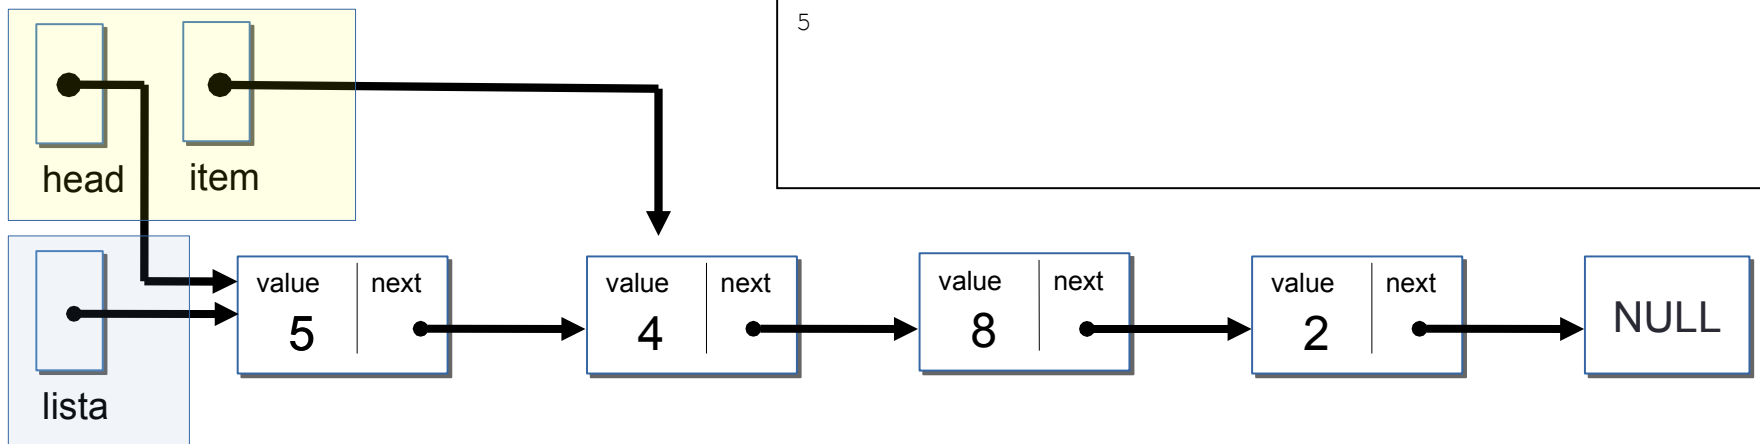 5
head item
value next value next value next value next
5 4 8 2 NULL
lista